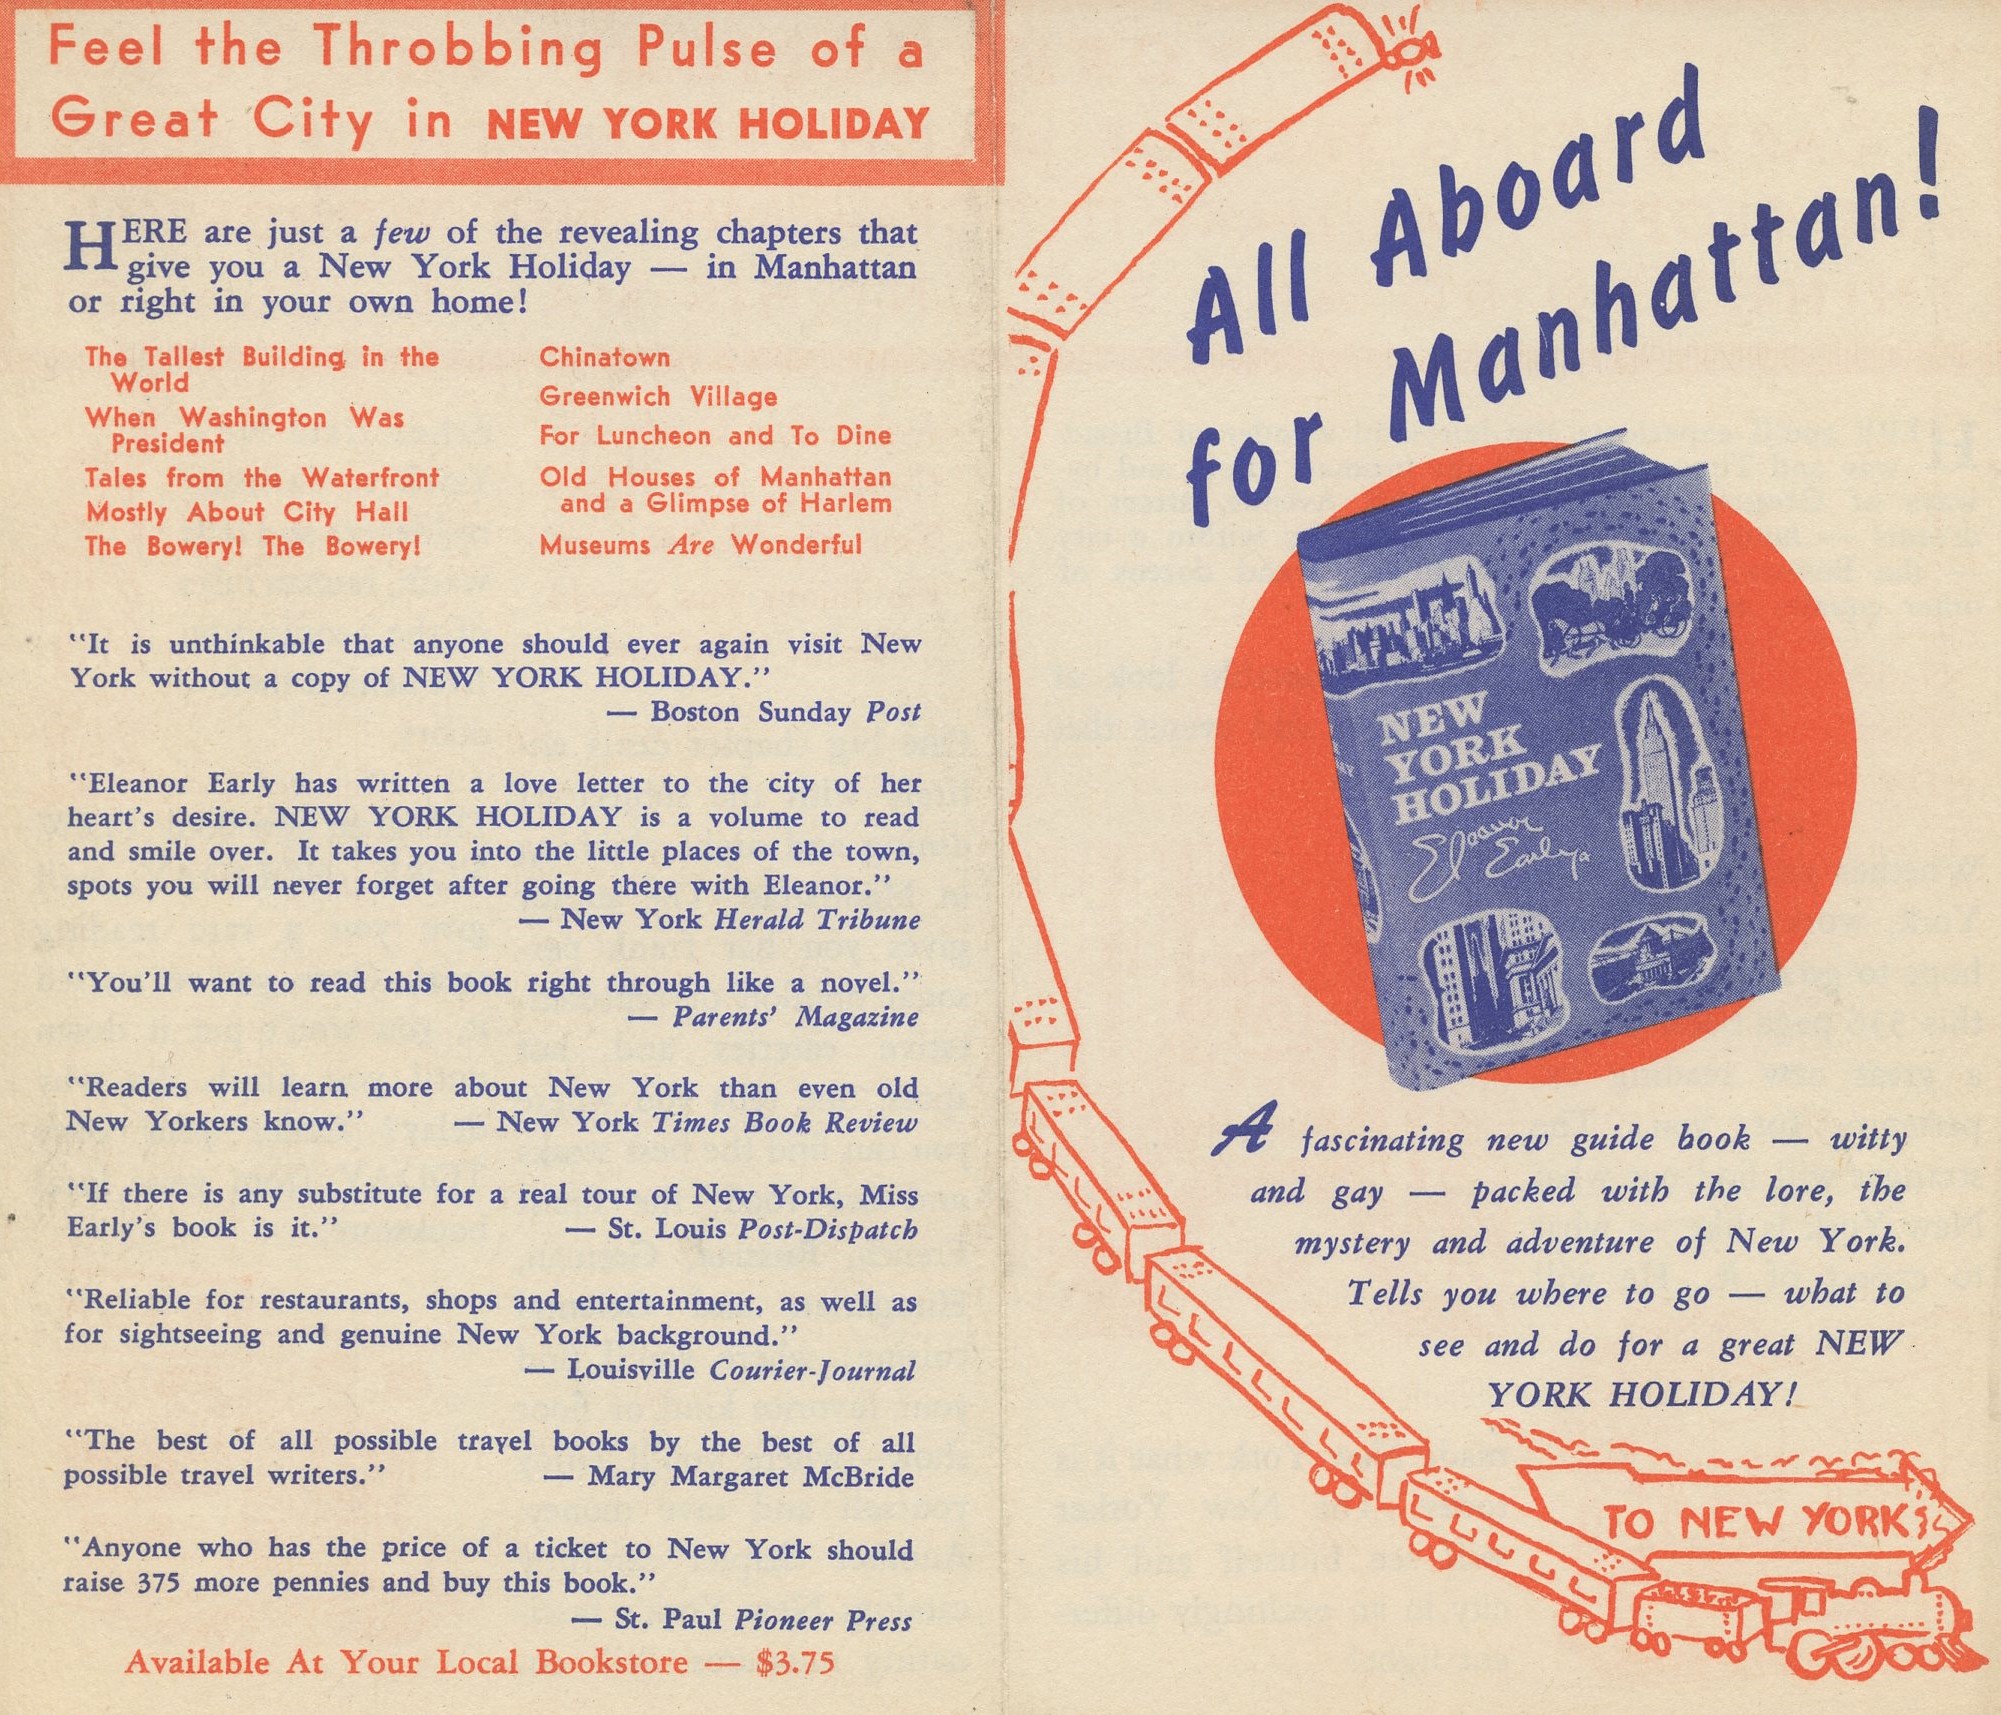 Feel the Throbbing Pulse of a
Great City in NEW YORK HOLIDAY
HERE are just a few of the revealing chapters that
give you a New York Holiday — in Manhattan
or right in your own home!
The Tallest Building in the
World
When Washington Was
President
Tales from the Waterfront
Mostly About City Hall
The Bowery! The Bowery!
Chinatown
Greenwich Village
For Luncheon and To Dine
Old Houses of Manhattan
and a Glimpse of Harlem
Museums Are Wonderful
"It is unthinkable that anyone should ever again visit New
York without a copy of NEW YORK HOLIDAY."
— Boston Sunday Post
"Eleanor Early has written a love letter to the city of her
heart's desire. NEW YORK HOLIDAY is a volume to read
and smile over. It takes you into the little places of the town,
spots you will never forget after going there with Eleanor."
— New York Herald Tribune
"You'll want to read this book right through like a novel."
— Parents' Magazine
"Readers will learn more about New York than even old
New Yorkers know." — New York Times Book Review
"If there is any substitute for a real tour of New York, Miss
Early's book is it." — St. Louis Post-Dispatch
"Reliable for restaurants, shops and entertainment, as well as
for sightseeing and genuine New York background."
— Louisville Courier-Journal
"The best of all possible travel books by the best of all
possible travel writers." — Mary Margaret McBride
"Anyone who has the price of a ticket to New York should
raise 375 more pennies and buy this book."
— St. Paul Pioneer Press
Available At Your Local Bookstore — $3.75
All Aboard
for Manhattan!
NEW
YORK
HOLIDAY
Eleanor
Early
A fascinating new guide book — witty
and gay — packed with the lore, the
mystery and adventure of New York.
Tells you where to go — what to
see and do for a great NEW
YORK HOLIDAY!
TO NEW YORK